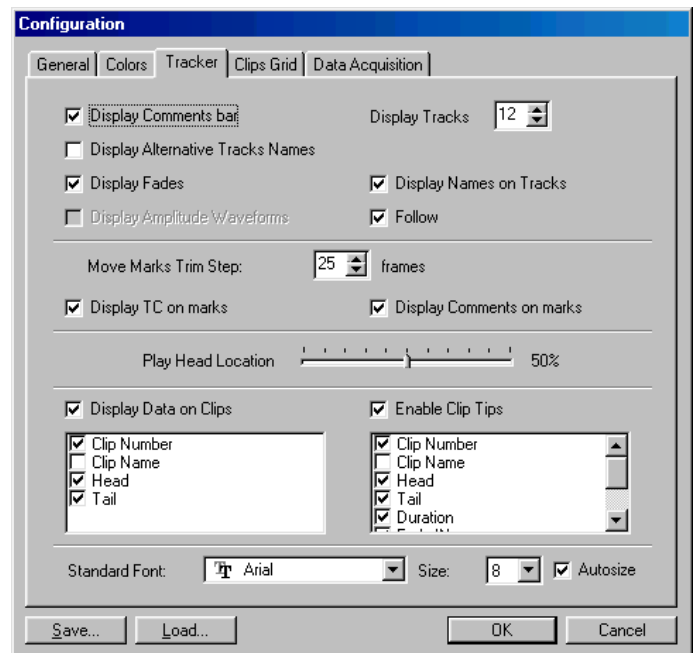 Configuration
General Colors Tracker Clips Grid Data Acquisition
Display Comments bar Display Tracks 12
Display Alternative Tracks Names
Display Fades Display Names on Tracks
Display Amplitude Waveforms Follow
Move Marks Trim Step: 25 frames
Display TC on marks Display Comments on marks
Play Head Location 50%
Display Data on Clips Enable Clip Tips
Clip Number Clip Number
Clip Name Clip Name
Head Head
Tail Tail
Duration
Standard Font: Arial Size: 8 Autosize
Save... Load... OK Cancel